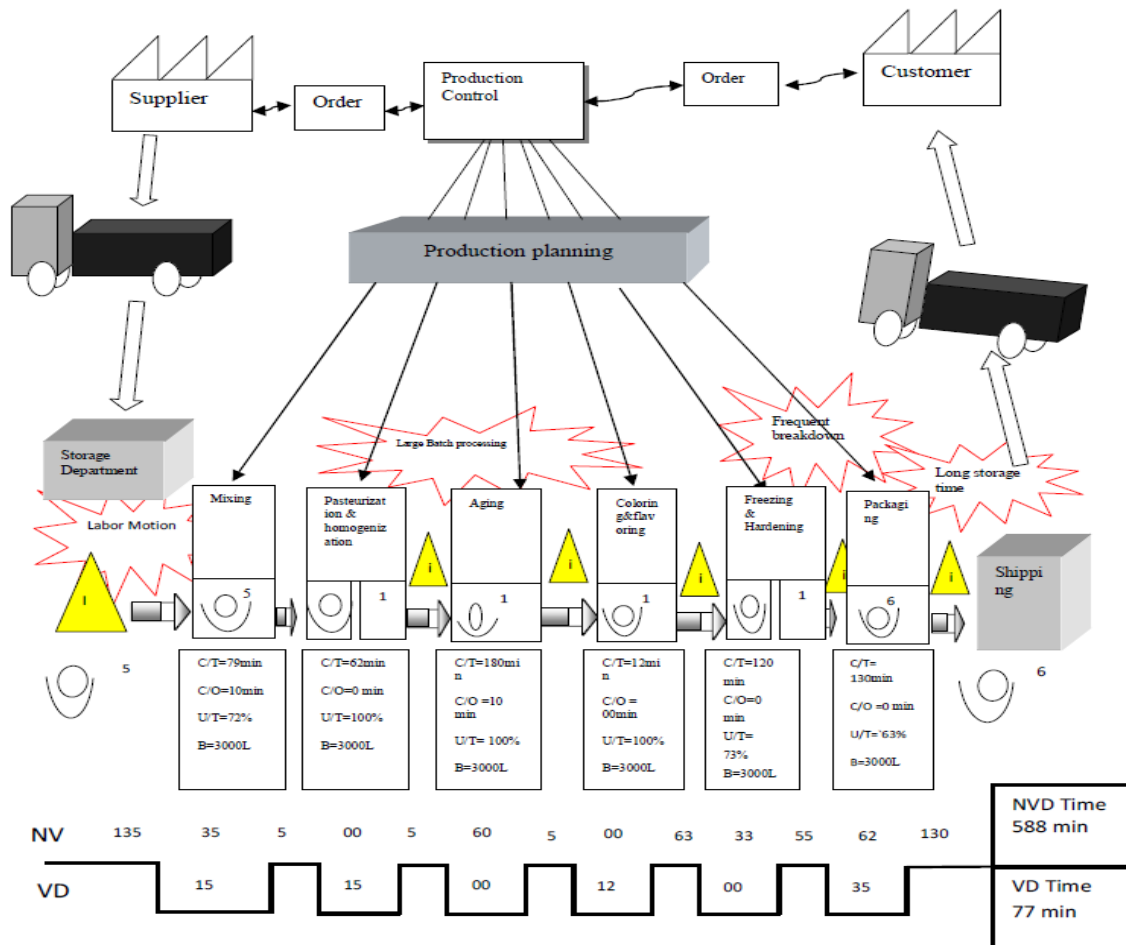 Supplier
Order
Production
Control
Order
Customer
Production planning
Storage
Department
Labor Motion
Large Batch processing
Frequent
breakdown
Long storage
time
Mixing
Pasteurizat
ion &
homogeniz
ation
Aging
Colorin
g&flav
oring
Freezing
&
Hardening
Packagi
ng
Shippi
ng
I
i
i
i
i
i
5
1
1
1
1
6
5
6
C/T=79min
C/O=10min
U/T=72%
B=3000L
C/T=62min
C/O=0 min
U/T=100%
B=3000L
C/T=180mi
n
C/O =10
min
U/T= 100%
B=3000L
C/T=12mi
n
C/O =
00min
U/T=100%
B=3000L
C/T=120
min
C/O=0
min
U/T=
73%
B=3000L
C/T=
130min
C/O =0 min
U/T=`63%
B=3000L
NV 135 35 5 00 5 60 5 00 63 33 55 62 130
NVD Time
588 min
VD 15 15 00 12 00 35
VD Time
77 min